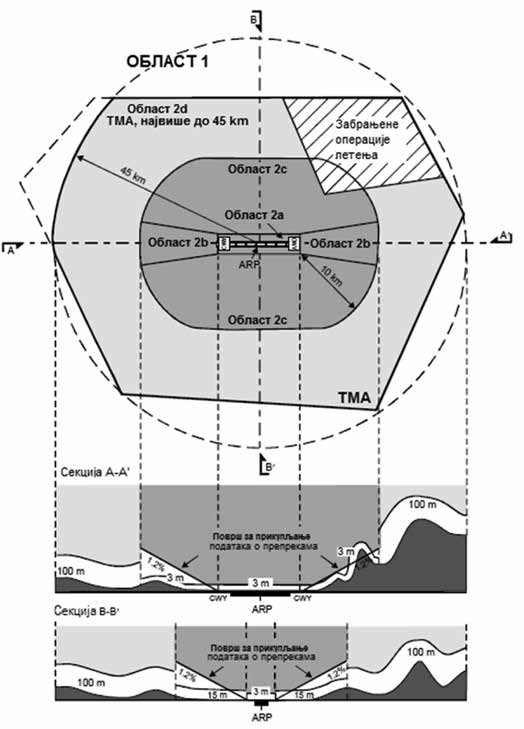 B
ОБЛАСТ 1
Област 2d
ТМА, највише до 45 km
Забрањене
операције
летења
45 km
Област 2c
Област 2a
A
Област 2b
Област 2b
A'
ARP
10 km
Област 2c
ТМА
B'
Секција А-А'
100 m
Површ за прикупљање
података о препрекама
3 m
1.2%
1.2%
100 m
3 m
3 m
CWY
CWY
ARP
Секција В-В'
Површ за прикупљање
података о препрекама
100 m
1.2%
1.2%
100 m
15 m
3 m
15 m
ARP